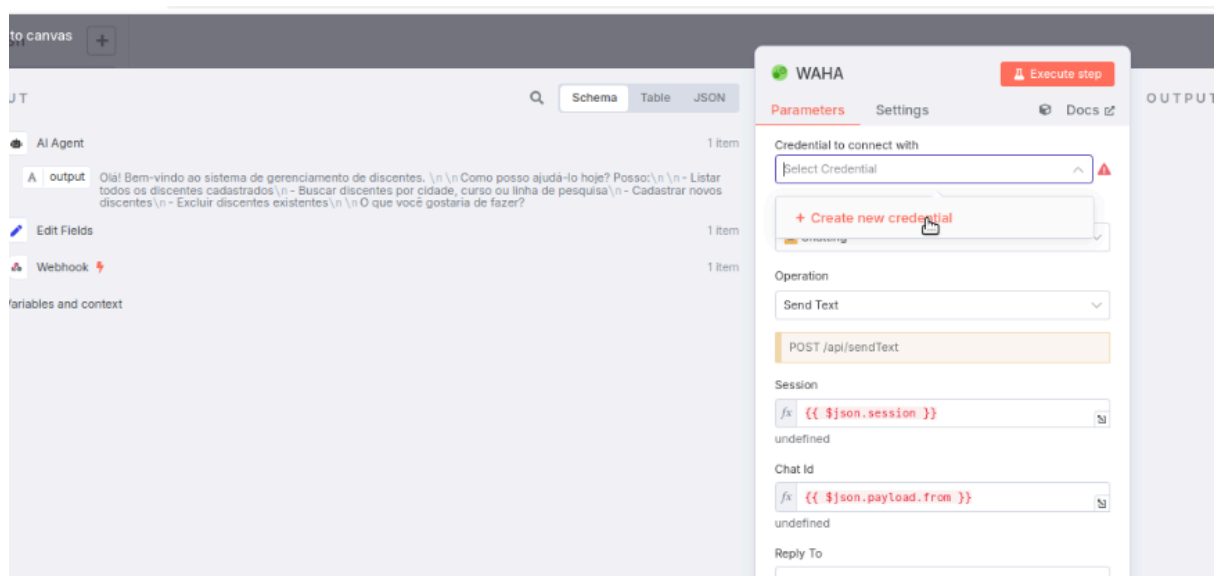 to canvas
+
WAHA
Execute step
UT
Schema
Table
JSON
OUTPUT
Parameters
Settings
Docs
AI Agent
1 item
Credential to connect with
Select Credential
A output
Olá! Bem-vindo ao sistema de gerenciamento de discentes. \n \n Como posso ajudá-lo hoje? Posso:\n \n - Listar
todos os discentes cadastrados\n - Buscar discentes por cidade, curso ou linha de pesquisa\n - Cadastrar novos
discentes\n - Excluir discentes existentes\n \n O que você gostaria de fazer?
+ Create new credential
Edit Fields
1 item
Chatting
Webhook
1 item
Operation
Variables and context
Send Text
POST /api/sendText
Session
fx {{ $json.session }}
undefined
Chat Id
fx {{ $json.payload.from }}
undefined
Reply To